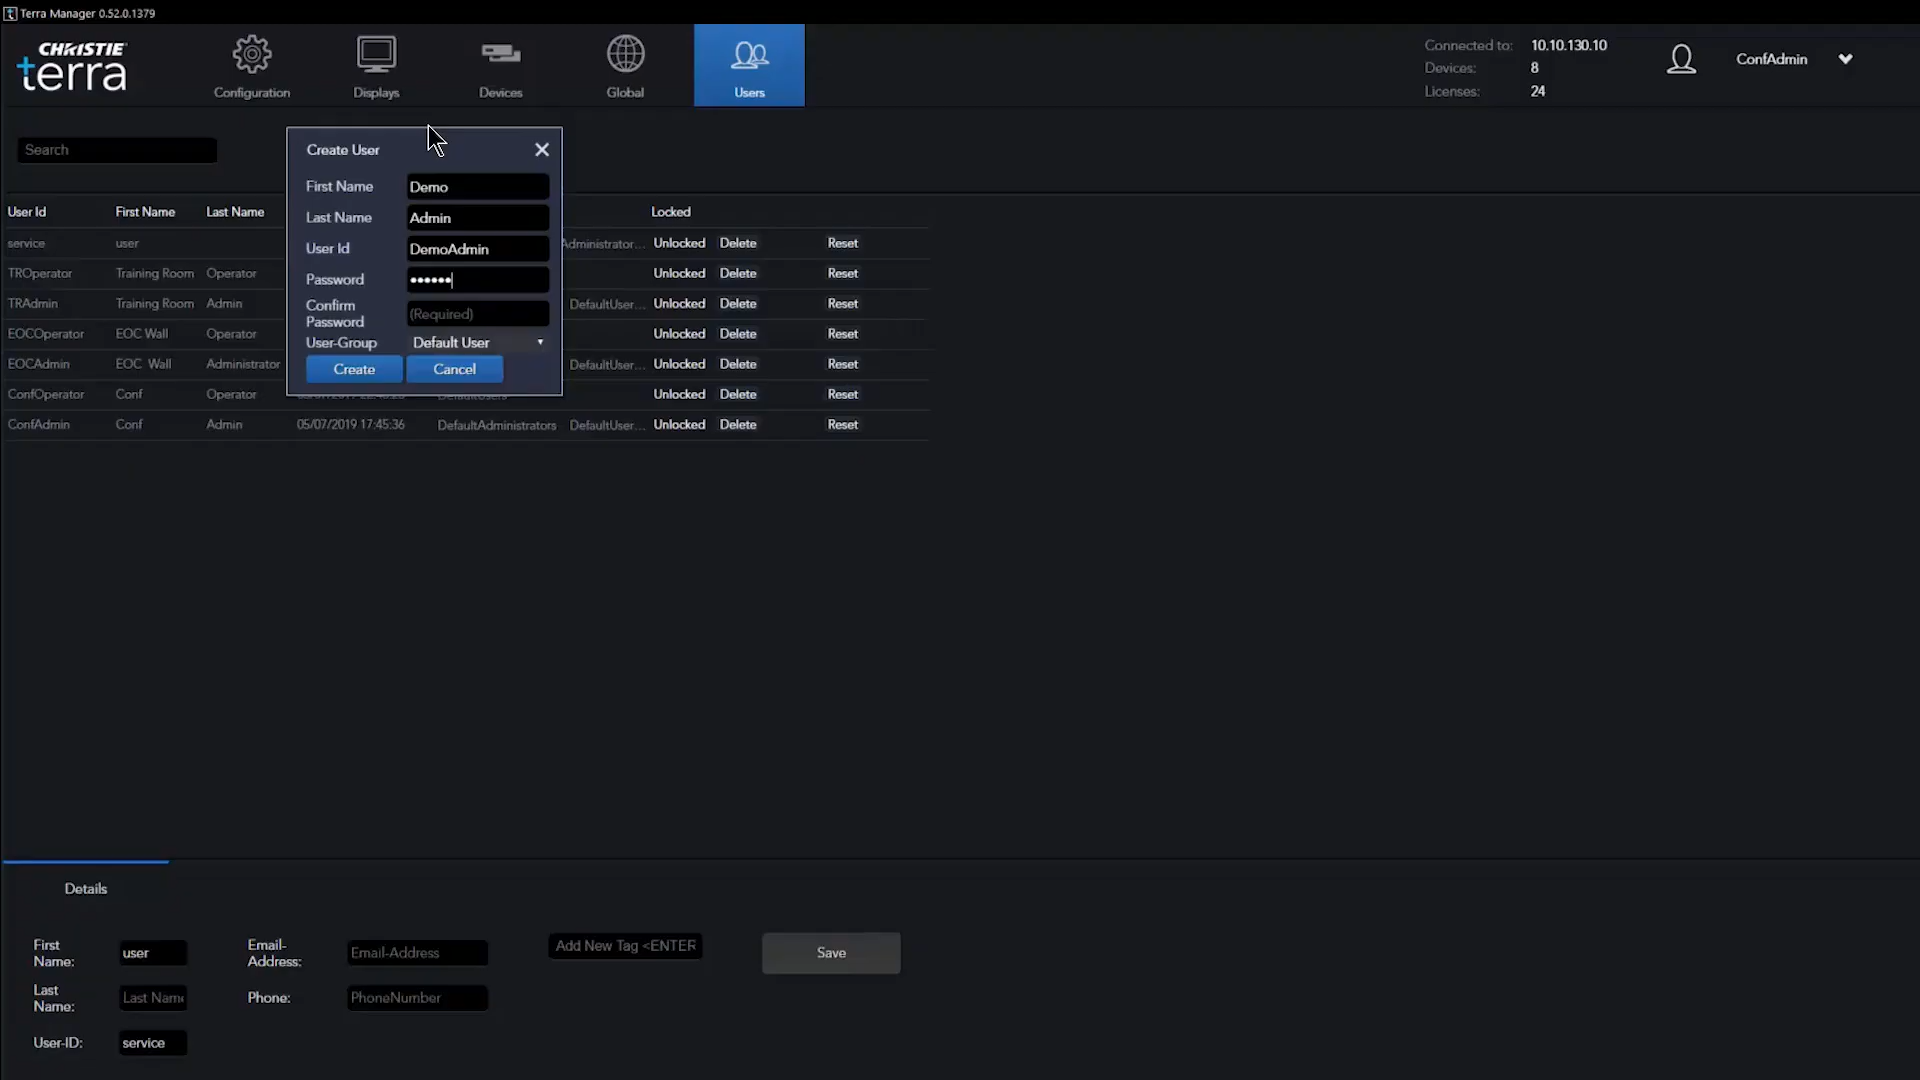 Terra Manager 0.52.0.1379
CHRISTIE
terra
Configuration
Displays
Devices
Global
Users
Connected to: 10.10.130.10
Devices: 8
Licenses: 24
ConfAdmin
Search
Create User
First Name Demo
Last Name Admin
User Id DemoAdmin
Password ••••••
Confirm Password (Required)
User-Group Default User
Create Cancel
User Id First Name Last Name Locked
service user Administrator... Unlocked Delete Reset
TROperator Training Room Operator Unlocked Delete Reset
TRAdmin Training Room Admin DefaultUser... Unlocked Delete Reset
EOCOperator EOC Wall Operator Unlocked Delete Reset
EOCAdmin EOC Wall Administrator DefaultUser... Unlocked Delete Reset
ConfOperator Conf Operator Unlocked Delete Reset
ConfAdmin Conf Admin 05/07/2019 17:45:36 DefaultAdministrators DefaultUser... Unlocked Delete Reset
Details
First Name: user Email-Address: Email-Address Add New Tag <ENTER Save
Last Name: Last Name Phone: PhoneNumber
User-ID: service